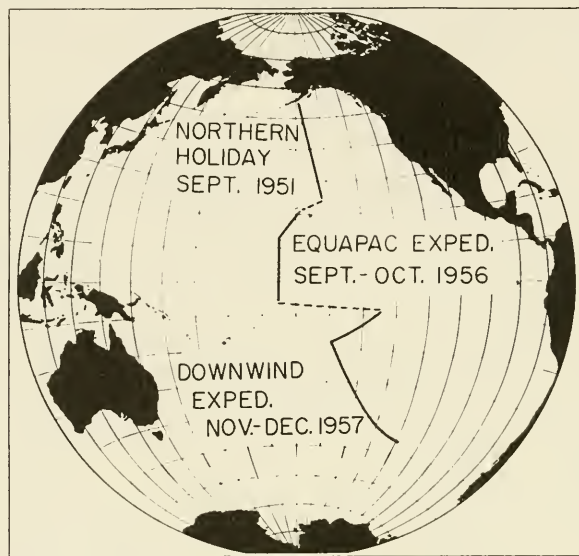 NORTHERN
HOLIDAY
SEPT. 1951
EQUAPAC EXPED.
SEPT.-OCT. 1956
DOWNWIND
EXPED.
NOV.-DEC. 1957